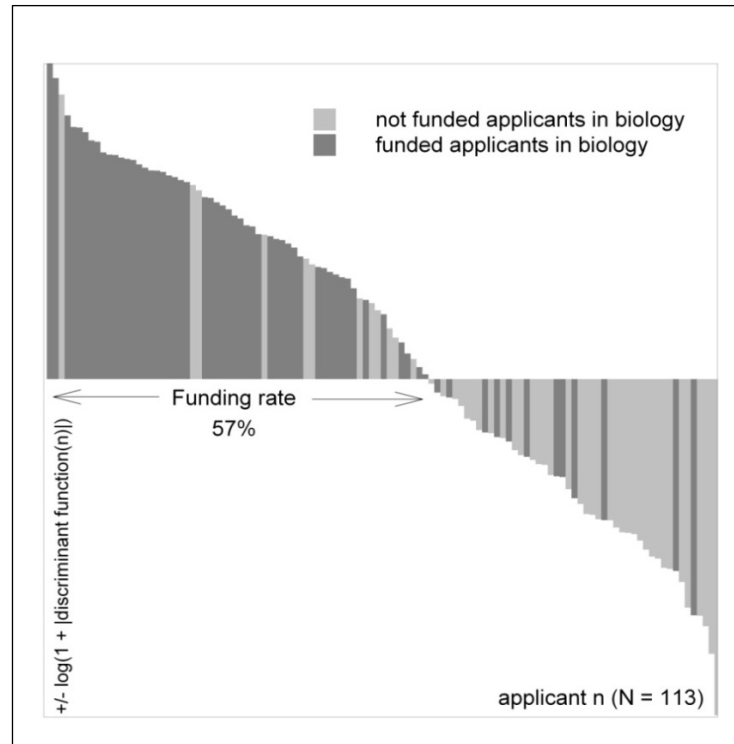 not funded applicants in biology
funded applicants in biology
Funding rate
57%
+/- log(1 + |discriminant function(n)|)
applicant n (N = 113)